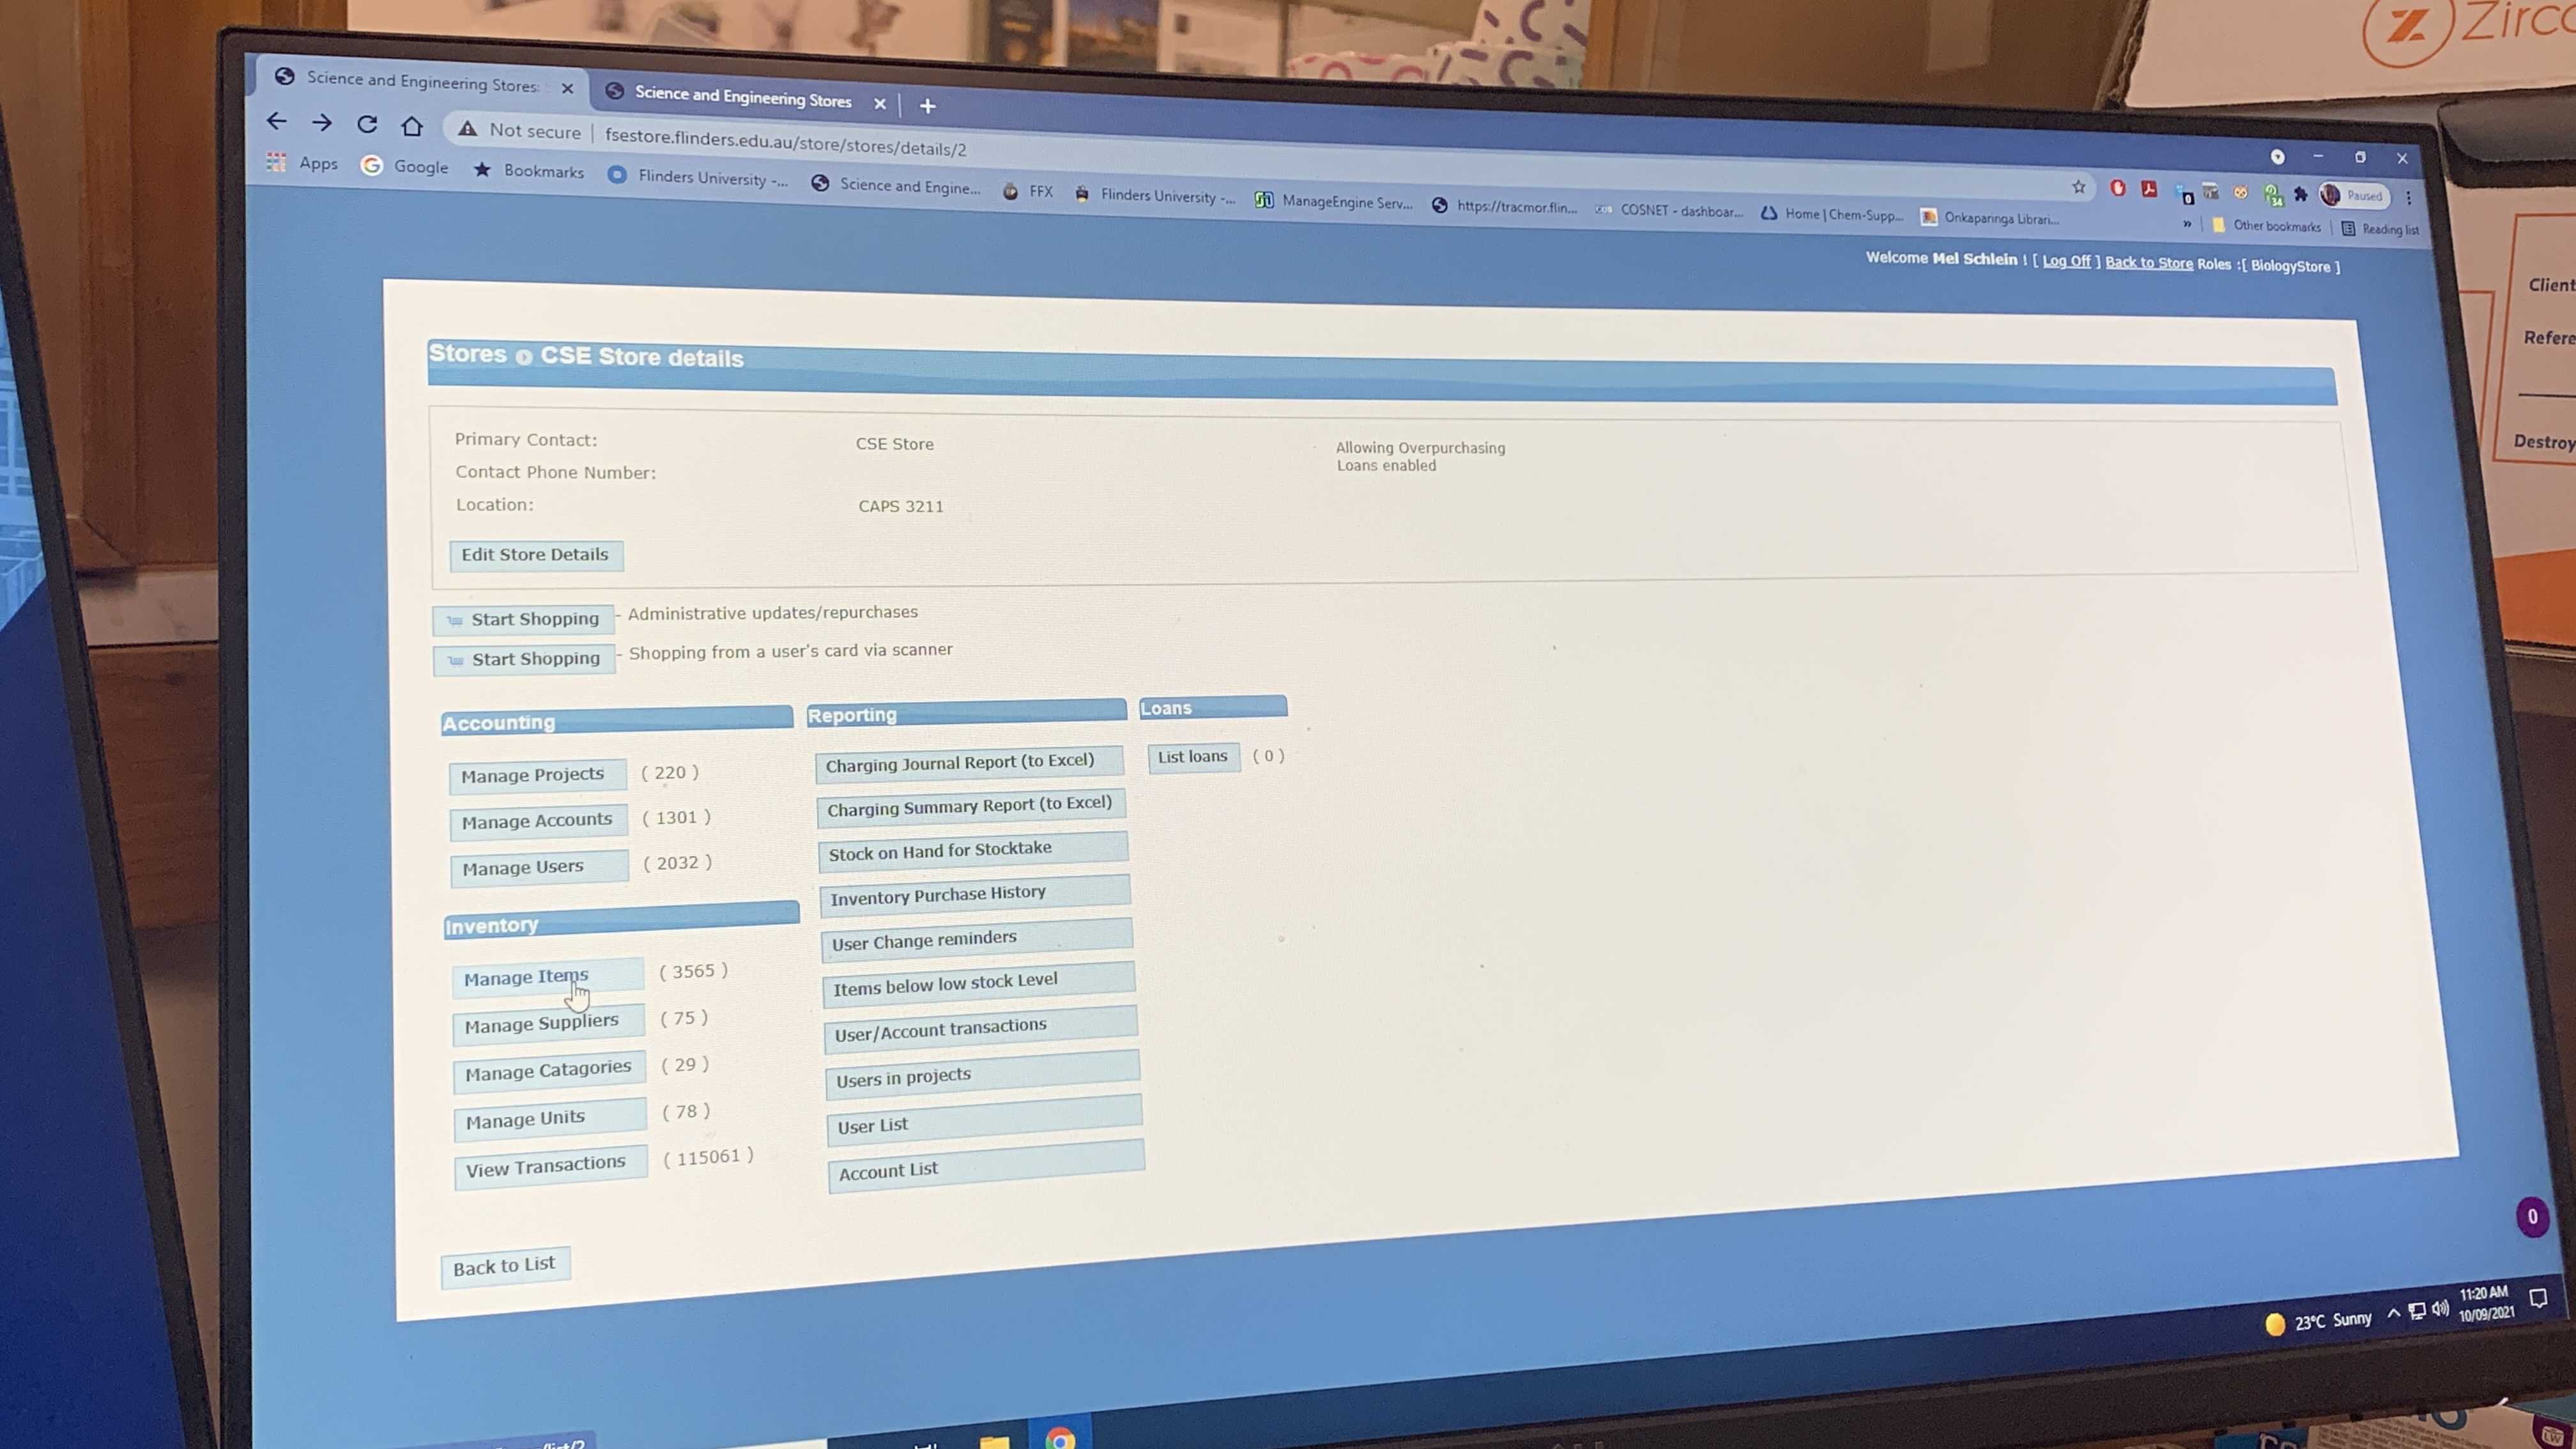 Science and Engineering Stores:
Science and Engineering Stores
Not secure
fsestore.flinders.edu.au/store/stores/details/2
Apps
Google
Bookmarks
Flinders University -...
Science and Engine...
FFX
Flinders University -...
ManageEngine Serv...
https://tracmor.flin...
COSNET - dashboar...
Home | Chem-Supp...
Onkaparinga Librari...
Paused
»
Other bookmarks
Reading list
Welcome Mel Schlein ! [ Log Off ] Back to Store Roles :[ BiologyStore ]
Stores CSE Store details
Primary Contact:
CSE Store
Allowing Overpurchasing
Loans enabled
Contact Phone Number:
Location:
CAPS 3211
Edit Store Details
Start Shopping - Administrative updates/repurchases
Start Shopping - Shopping from a user's card via scanner
Accounting
Manage Projects ( 220 )
Manage Accounts ( 1301 )
Manage Users ( 2032 )
Inventory
Manage Items ( 3565 )
Manage Suppliers ( 75 )
Manage Catagories ( 29 )
Manage Units ( 78 )
View Transactions ( 115061 )
Reporting
Charging Journal Report (to Excel)
Charging Summary Report (to Excel)
Stock on Hand for Stocktake
Inventory Purchase History
User Change reminders
Items below low stock Level
User/Account transactions
Users in projects
User List
Account List
Loans
List loans ( 0 )
Back to List
0
23°C Sunny
11:20 AM
10/09/2021
Z Zirc
Client
Refere
Destroy